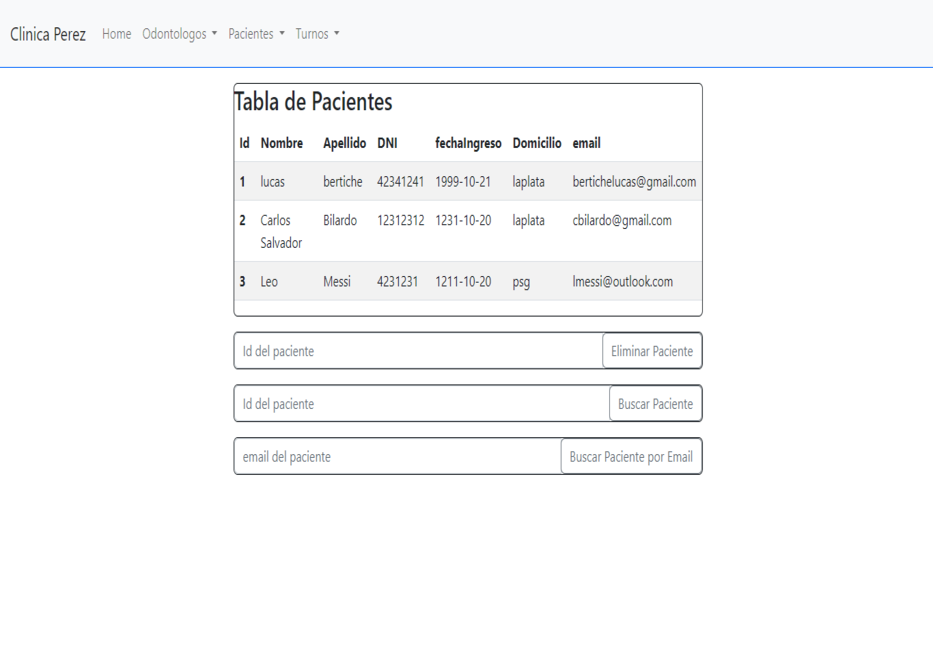 Clinica Perez Home Odontologos Pacientes Turnos
Tabla de Pacientes
Id Nombre Apellido DNI fechaIngreso Domicilio email
1 lucas bertiche 42341241 1999-10-21 laplata bertichelucas@gmail.com
2 Carlos Bilardo 12312312 1231-10-20 laplata cbilardo@gmail.com
Salvador
3 Leo Messi 4231231 1211-10-20 psg lmessi@outlook.com
Id del paciente Eliminar Paciente
Id del paciente Buscar Paciente
email del paciente Buscar Paciente por Email